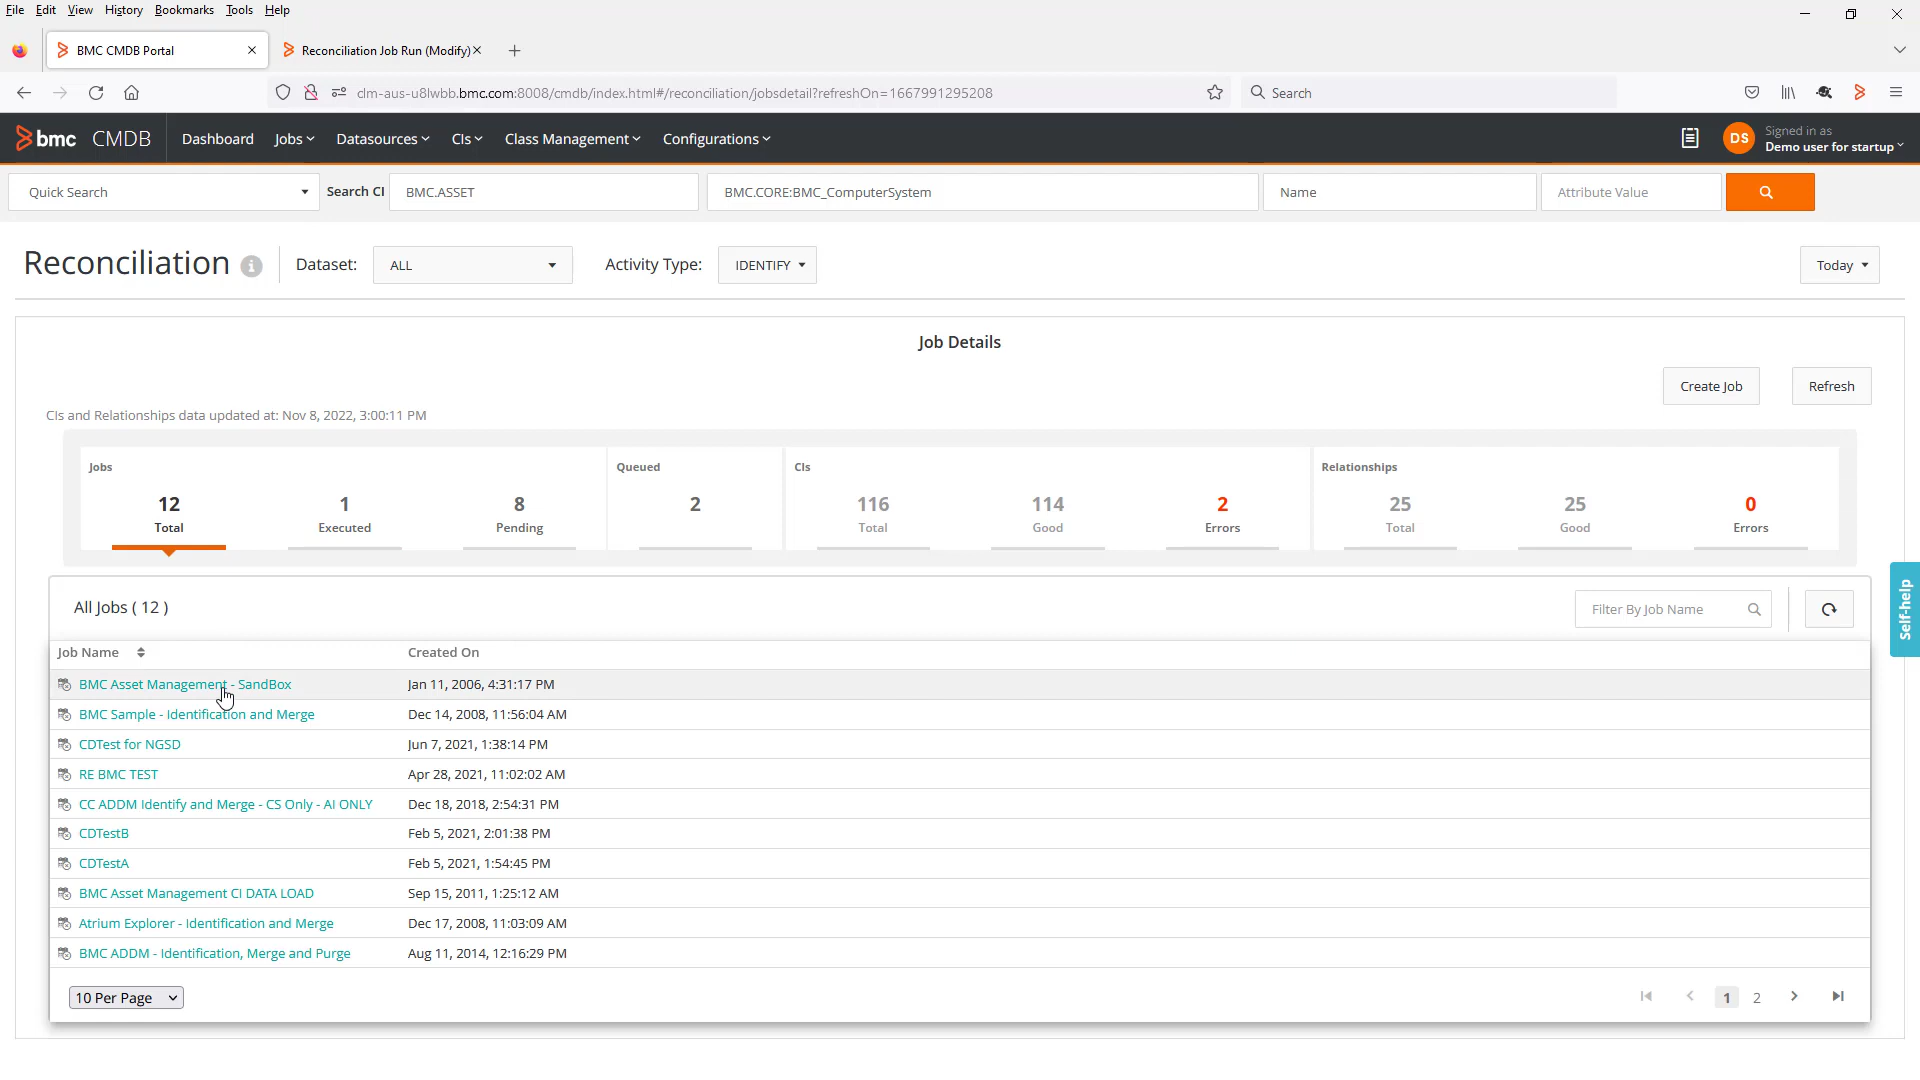 File Edit View History Bookmarks Tools Help
BMC CMDB Portal
Reconciliation Job Run (Modify)
clm-aus-u8lwbb.bmc.com:8008/cmdb/index.html#/reconciliation/jobsdetail?refreshOn=1667991295208
Search
bmc CMDB Dashboard Jobs Datasources CIs Class Management Configurations
DS Signed in as
Demo user for startup
Quick Search Search CI BMC.ASSET BMC.CORE:BMC_ComputerSystem Name Attribute Value
Reconciliation Dataset: ALL Activity Type: IDENTIFY Today
Job Details
Create Job Refresh
CIs and Relationships data updated at: Nov 8, 2022, 3:00:11 PM
Jobs Queued CIs Relationships
12 1 8 2 116 114 2 25 25 0
Total Executed Pending Total Good Errors Total Good Errors
Self-help
All Jobs ( 12 ) Filter By Job Name
Job Name Created On
BMC Asset Management - SandBox Jan 11, 2006, 4:31:17 PM
BMC Sample - Identification and Merge Dec 14, 2008, 11:56:04 AM
CDTest for NGSD Jun 7, 2021, 1:38:14 PM
RE BMC TEST Apr 28, 2021, 11:02:02 AM
CC ADDM Identify and Merge - CS Only - AI ONLY Dec 18, 2018, 2:54:31 PM
CDTestB Feb 5, 2021, 2:01:38 PM
CDTestA Feb 5, 2021, 1:54:45 PM
BMC Asset Management CI DATA LOAD Sep 15, 2011, 1:25:12 AM
Atrium Explorer - Identification and Merge Dec 17, 2008, 11:03:09 AM
BMC ADDM - Identification, Merge and Purge Aug 11, 2014, 12:16:29 PM
10 Per Page 1 2